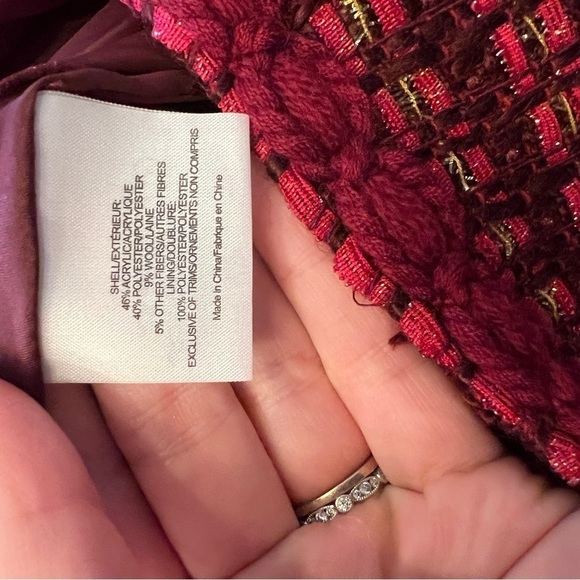 SHELL/EXTÉRIEUR:
46% ACRYLIC/ACRYLIQUE
40% POLYESTER/POLYESTER
9% WOOL/LAINE
5% OTHER FIBERS/AUTRES FIBRES
LINING/DOUBLURE:
100% POLYESTER/POLYESTER
EXCLUSIVE OF TRIMS/ORNEMENTS NON COMPRIS
Made in China/Fabriqué en Chine